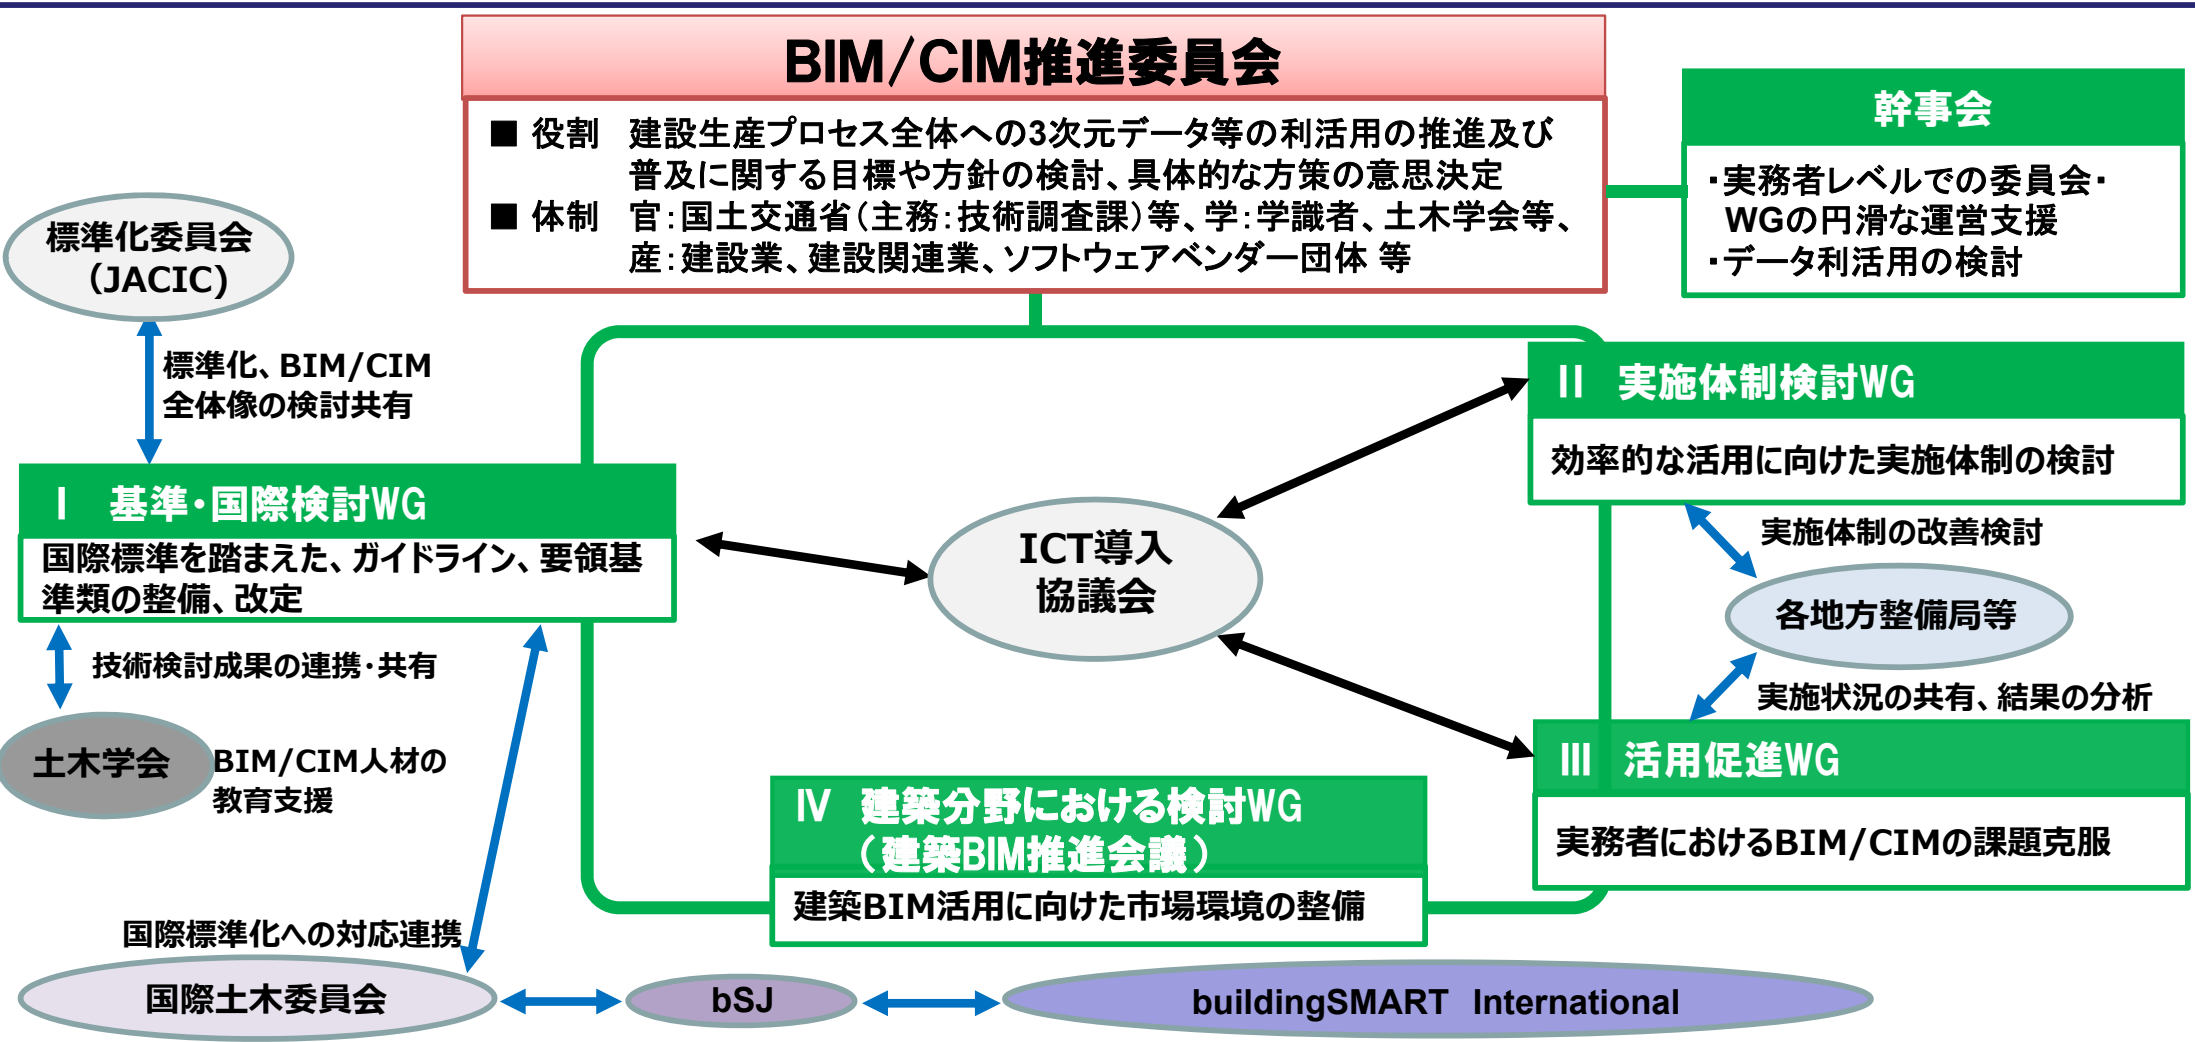 BIM/CIM推進委員会
■ 役割 建設生産プロセス全体への3次元データ等の利活用の推進及び
普及に関する目標や方針の検討、具体的な方策の意思決定
■ 体制 官：国土交通省（主務：技術調査課）等、学：学識者、土木学会等、
産：建設業、建設関連業、ソフトウェアベンダー団体 等
幹事会
・実務者レベルでの委員会・
WGの円滑な運営支援
・データ利活用の検討
標準化委員会
（JACIC)
標準化、BIM/CIM
全体像の検討共有
Ⅰ 基準・国際検討WG
国際標準を踏まえた、ガイドライン、要領基
準類の整備、改定
技術検討成果の連携・共有
土木学会
BIM/CIM人材の
教育支援
ICT導入
協議会
Ⅱ 実施体制検討WG
効率的な活用に向けた実施体制の検討
実施体制の改善検討
各地方整備局等
実施状況の共有、結果の分析
Ⅲ 活用促進WG
実務者におけるBIM/CIMの課題克服
Ⅳ 建築分野における検討WG
（建築BIM推進会議）
建築BIM活用に向けた市場環境の整備
国際標準化への対応連携
国際土木委員会
bSJ
buildingSMART International